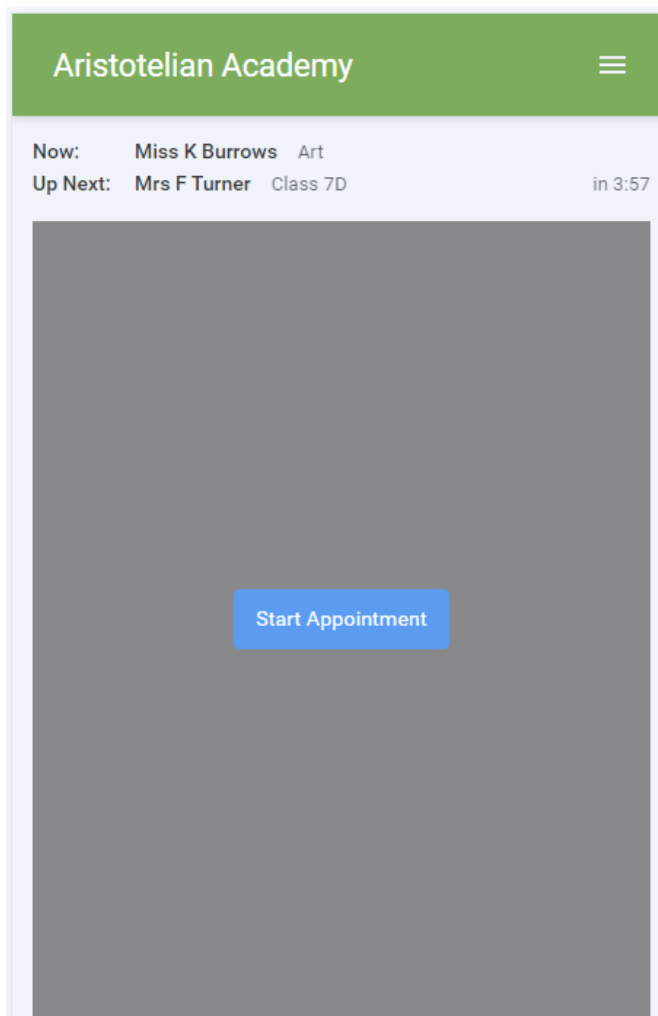 Aristotelian Academy
Now: Miss K Burrows Art
Up Next: Mrs F Turner Class 7D in 3:57
Start Appointment